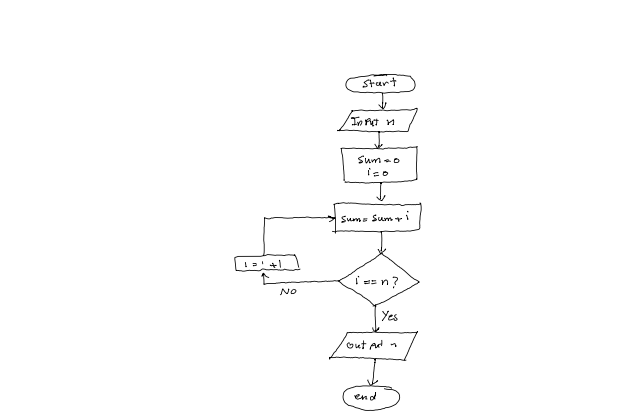 Start
Input n
sum=0
i=0
sum= sum+ i
i = i +1
i == n?
NO
Yes
output n
end